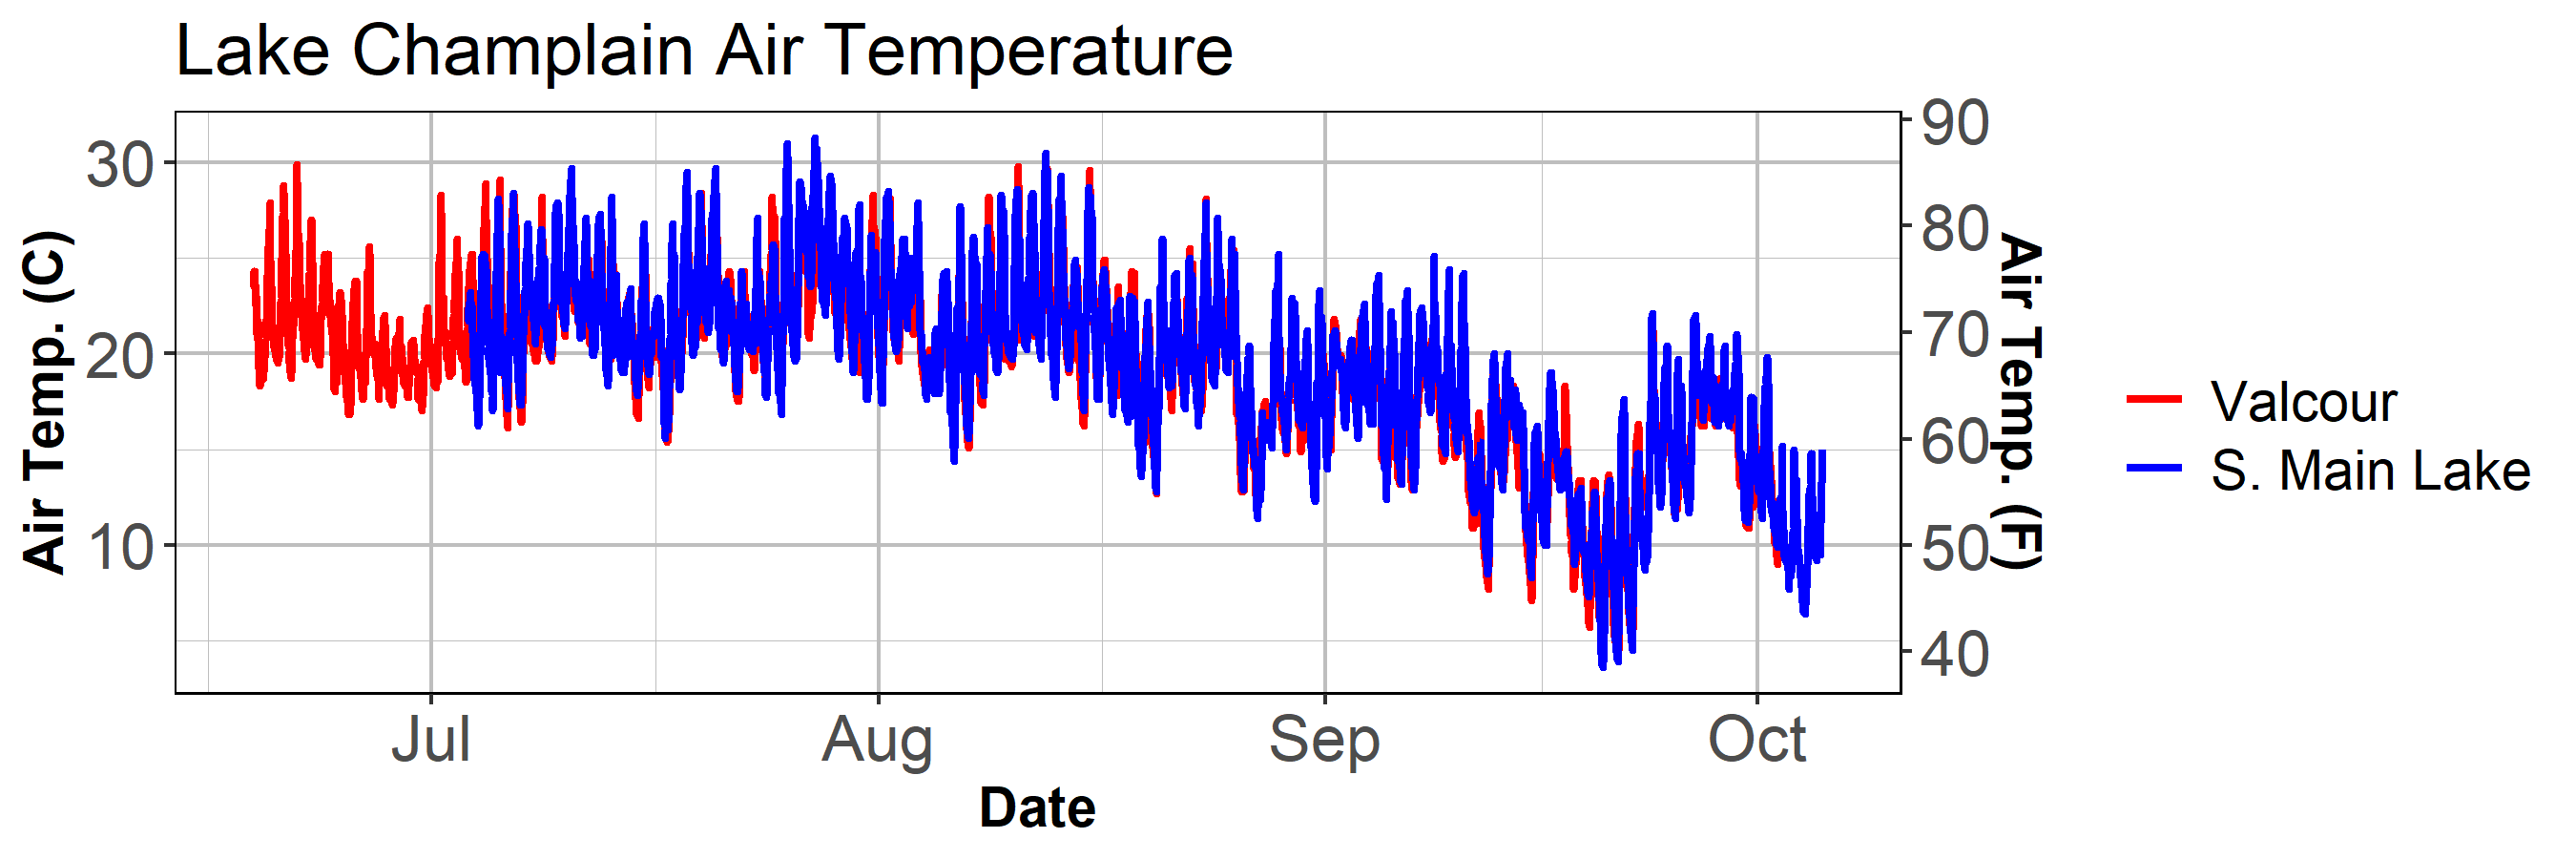 Lake Champlain Air Temperature
Air Temp. (C)
30
20
10
90
80
70
60
50
40
Air Temp. (F)
Jul Aug Sep Oct
Date
Valcour
S. Main Lake